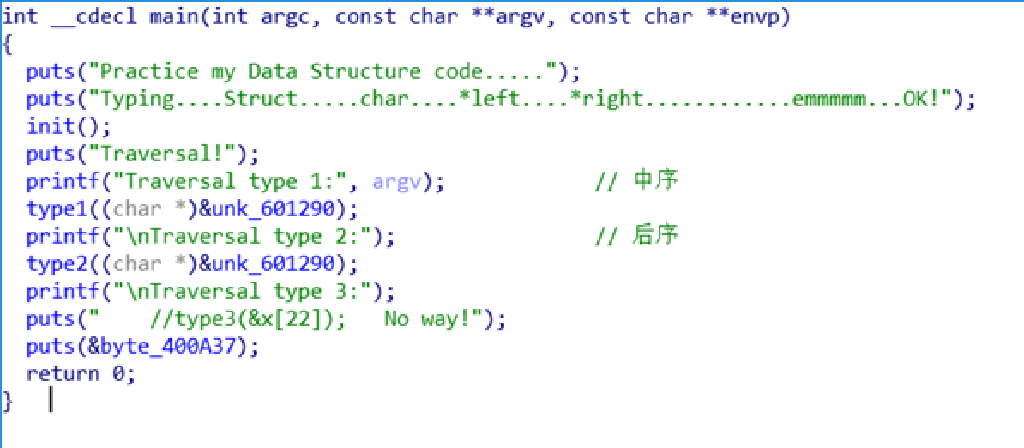 int __cdecl main(int argc, const char **argv, const char **envp)
{
  puts("Practice my Data Structure code.....");
  puts("Typing....Struct.....char....*left....*right............emmmmm...OK!");
  init();
  puts("Traversal!");
  printf("Traversal type 1:", argv);             // 中序
  type1((char *)&unk_601290);
  printf("\nTraversal type 2:");                 // 后序
  type2((char *)&unk_601290);
  printf("\nTraversal type 3:");
  puts("    //type3(&x[22]);   No way!");
  puts(&byte_400A37);
  return 0;
}